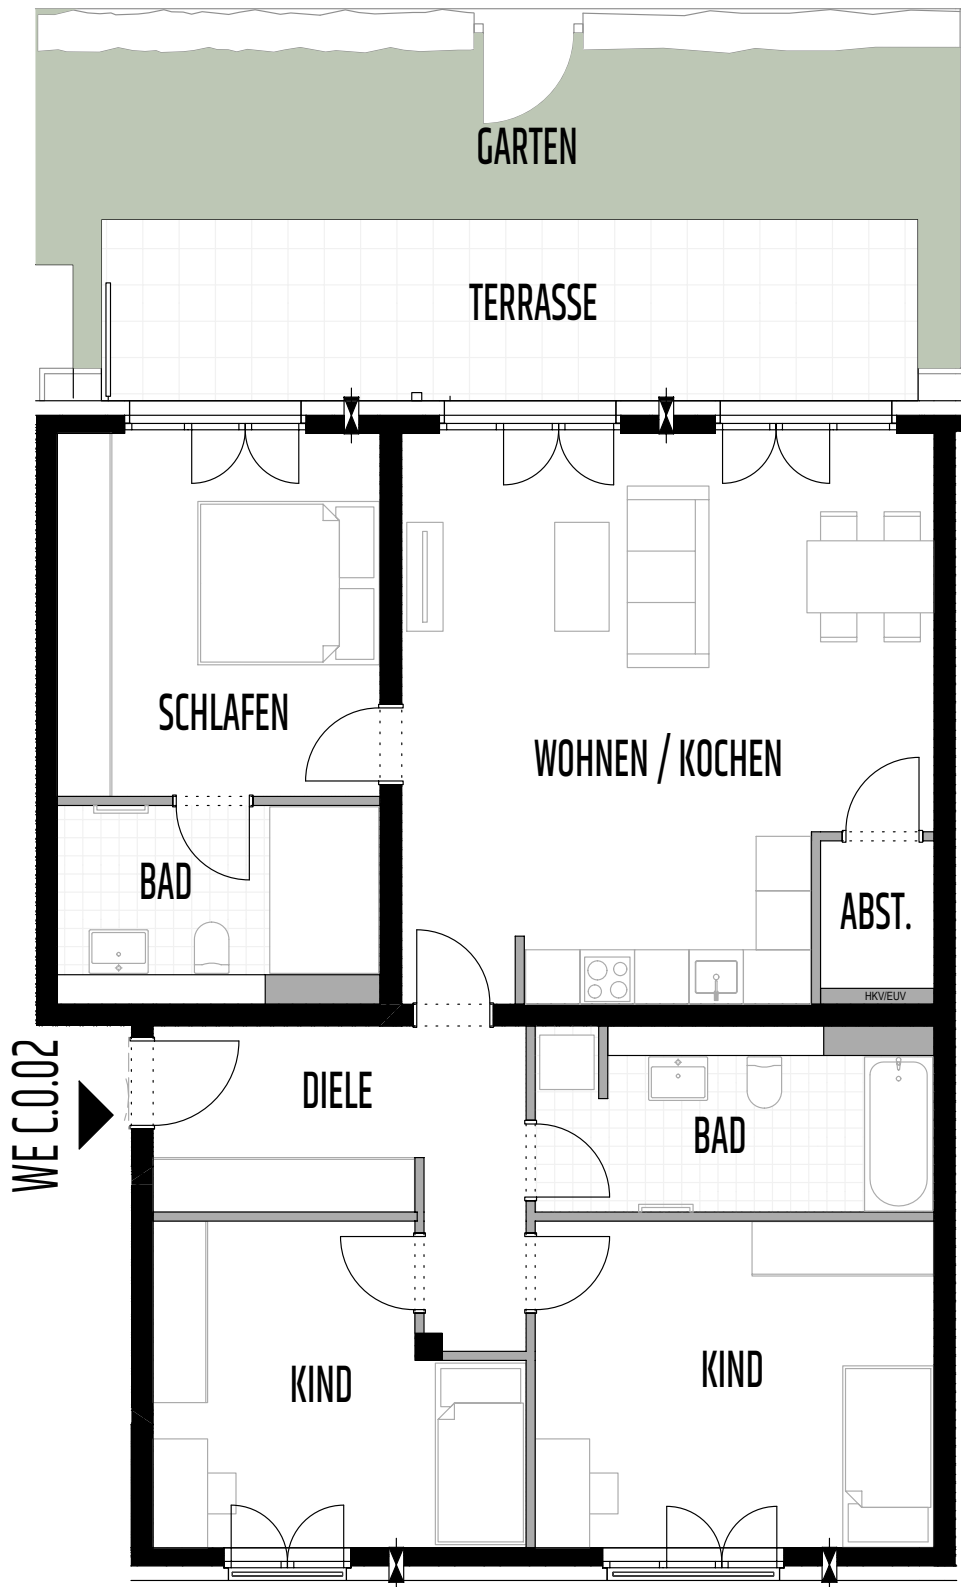 GARTEN
TERRASSE
SCHLAFEN
WOHNEN / KOCHEN
BAD
ABST.
HKV/EUV
WE C.0.02
DIELE
BAD
KIND
KIND